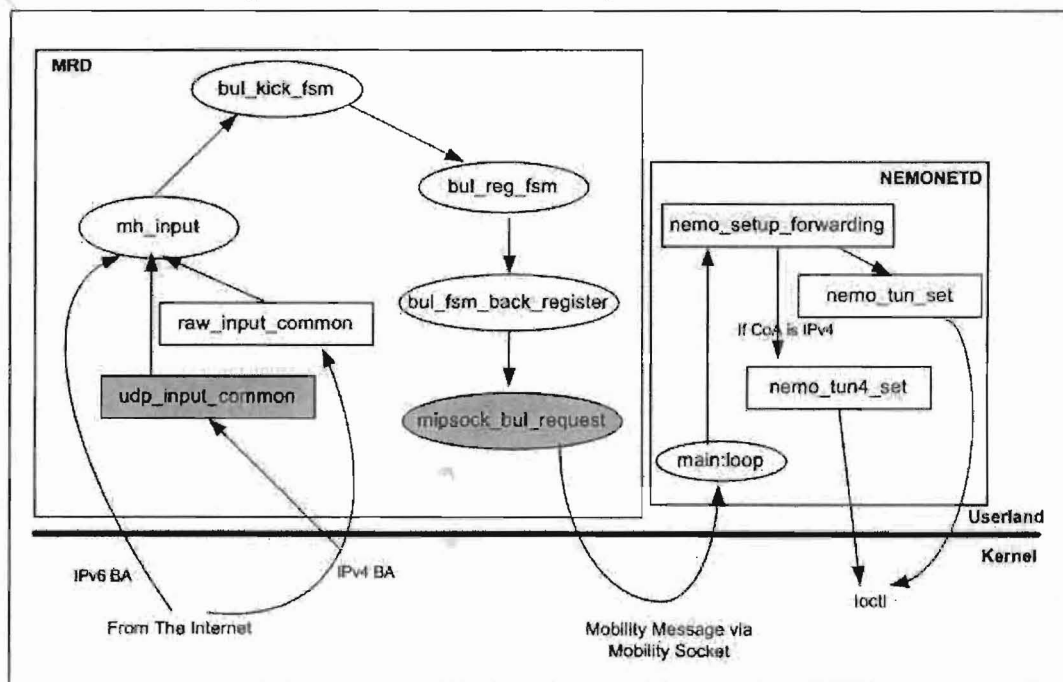 MRD
bul_kick_fsm
bul_reg_fsm
mh_input
bul_fsm_back_register
raw_input_common
udp_input_common
mipsock_bul_request
NEMONETD
nemo_setup_forwarding
nemo_tun_set
If CoA is IPv4
nemo_tun4_set
main:loop
Userland
Kernel
IPv6 BA
IPv4 BA
From The Internet
Mobility Message via
Mobility Socket
ioctl